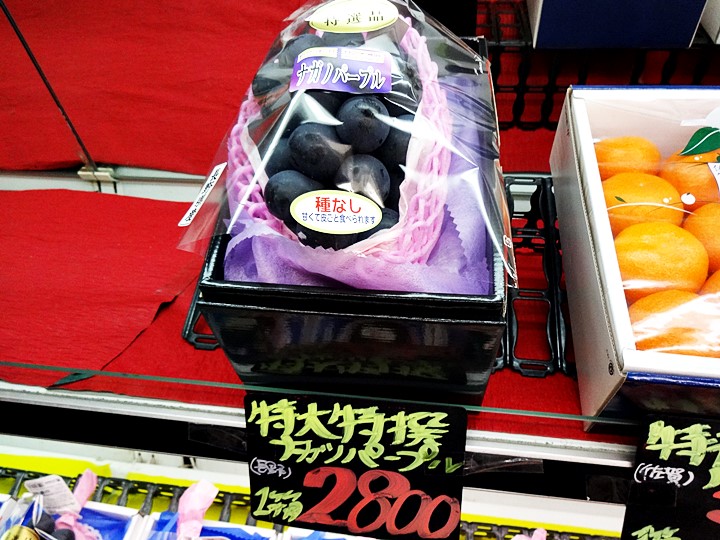 特選品
ナガノパープル
種なし
甘くて皮ごと食べられます
特大特撰
ナガノパープル
(長野)
1箱
2800
特
(佐賀)